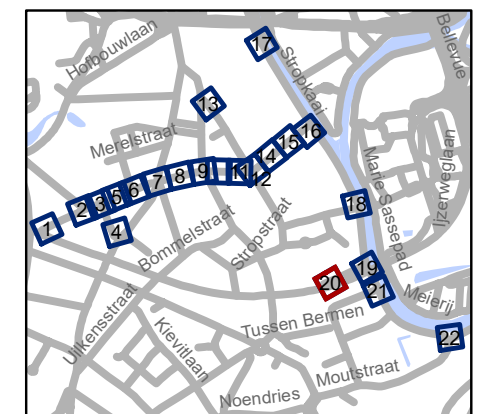 Hofbouwlaan
17
Stropkaai
Bellevue
13
Merelstraat
16
15
14
Ijzerweglaan
Marie Sassepad
1
2
3
5
6
7
8
9
11
12
4
18
Bommelstraat
Stropstraat
19
20
21
Meierij
Uilkensstraat
Tussen Bermen
Kievitlaan
22
Moutstraat
Noendries